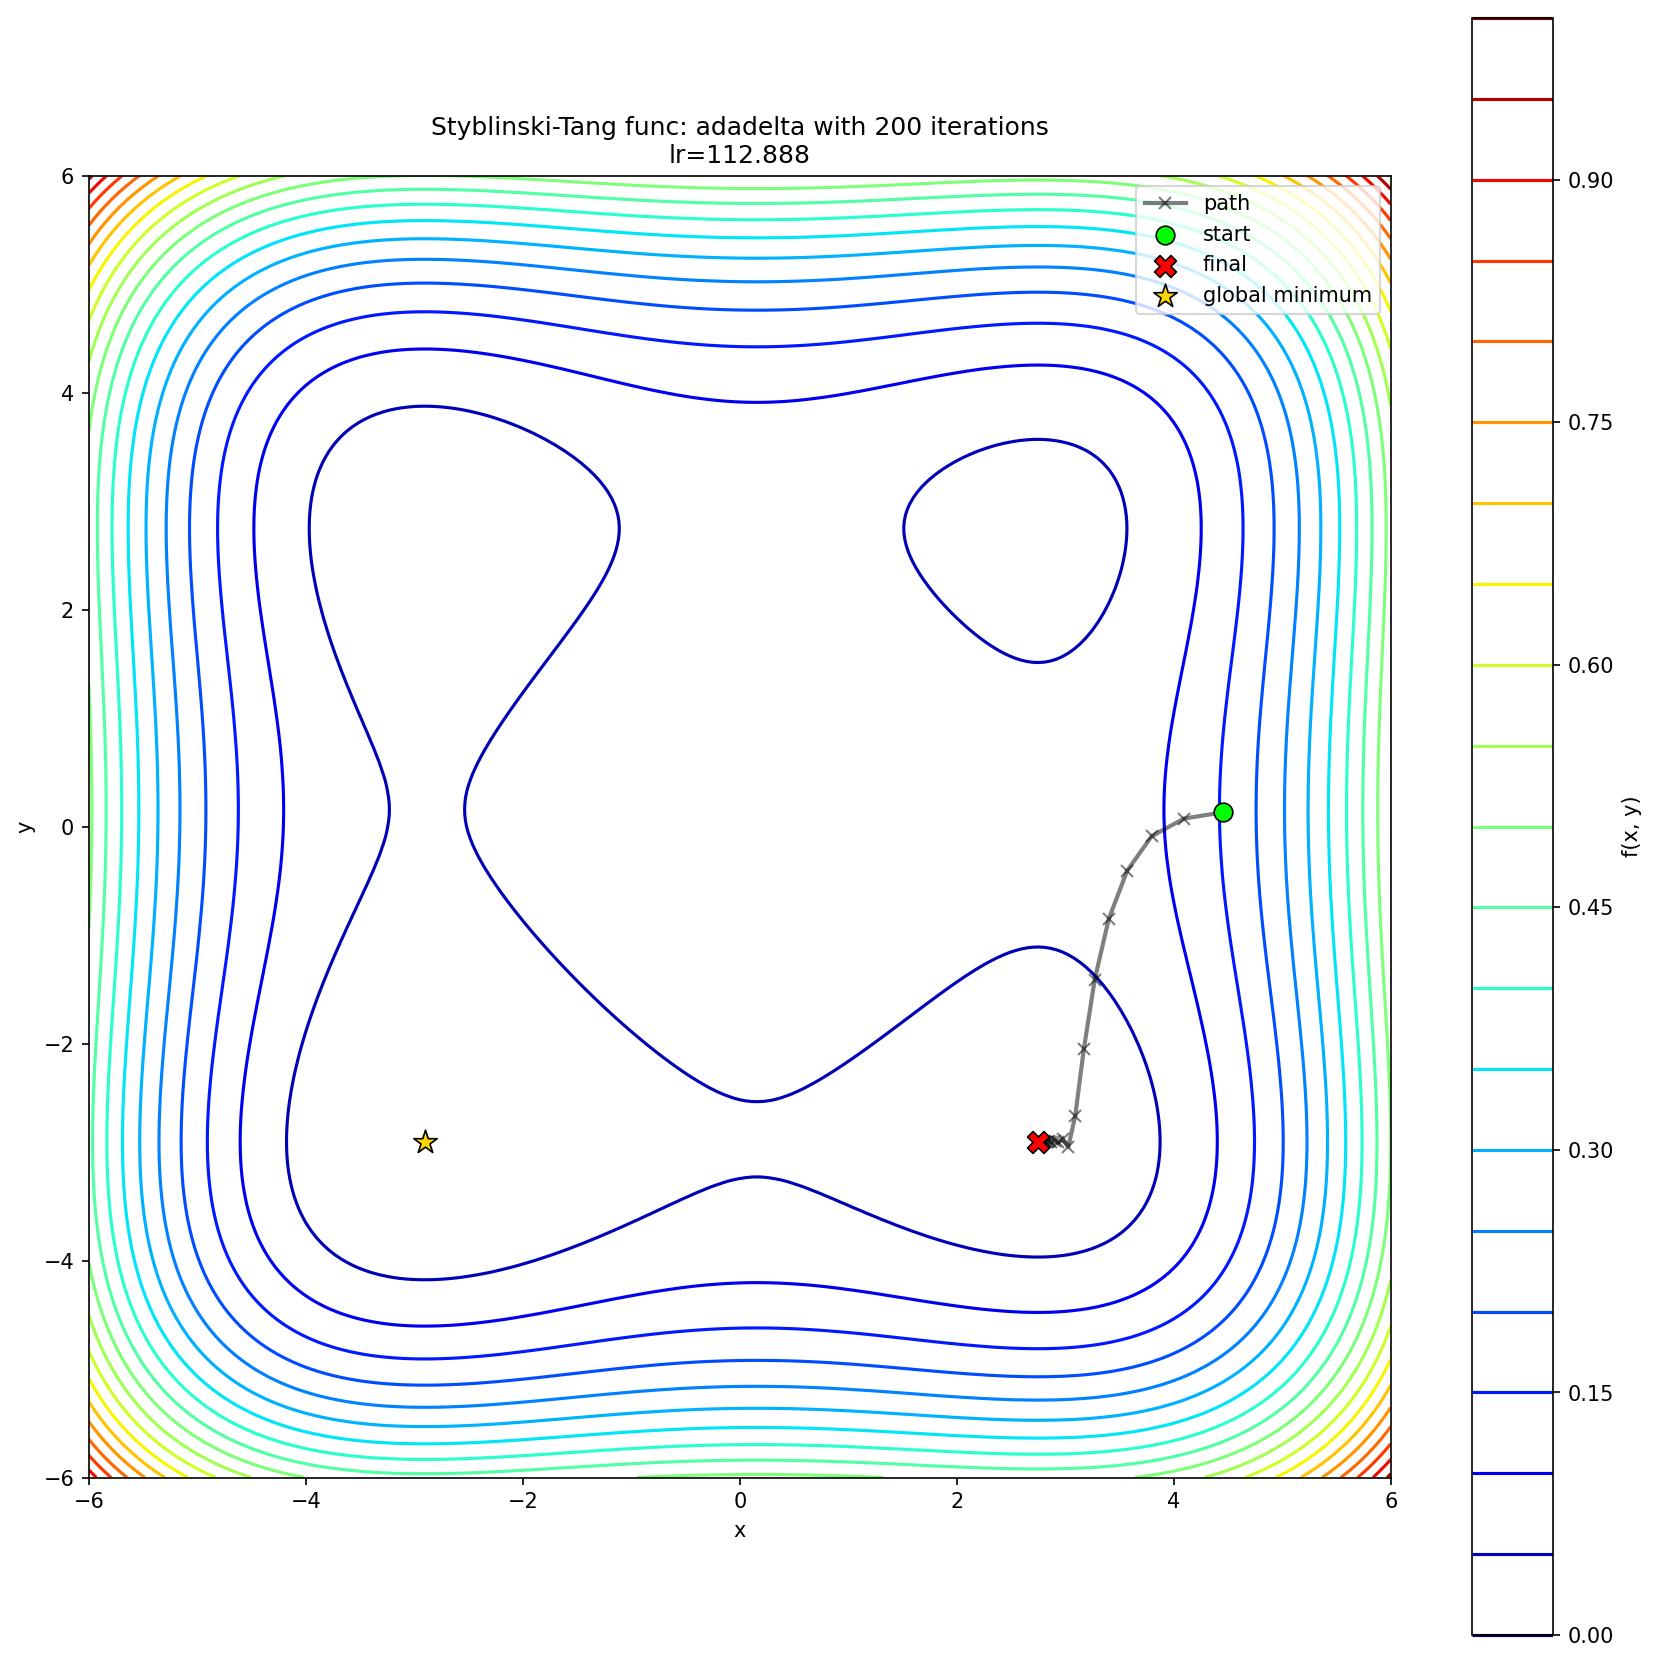 Styblinski-Tang func: adadelta with 200 iterations
lr=112.888
path
start
final
global minimum
6
4
2
0
−2
−4
−6
y
−6
−4
−2
0
2
4
6
x
0.90
0.75
0.60
0.45
0.30
0.15
0.00
f(x, y)